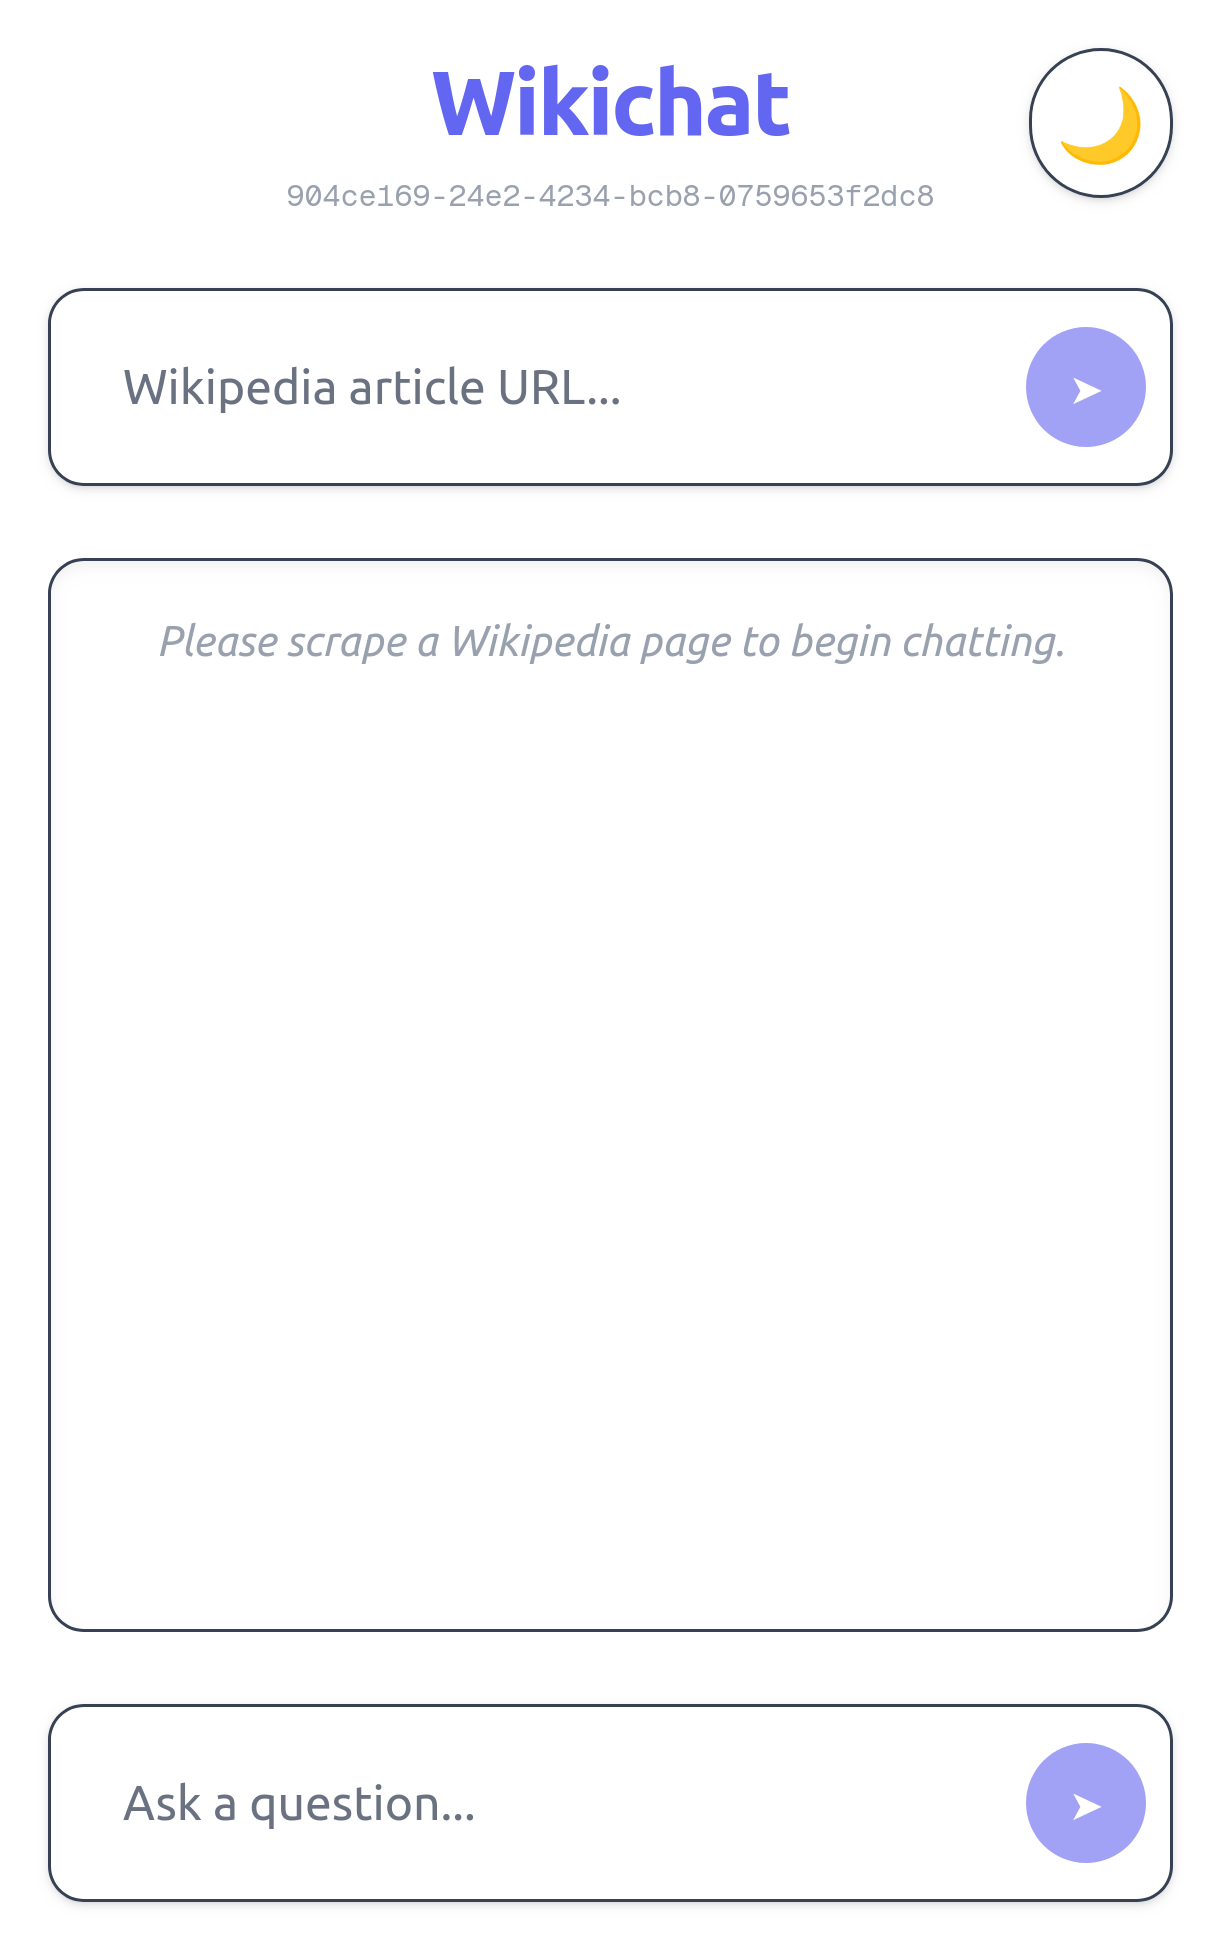 Wikichat
904ce169-24e2-4234-bcb8-0759653f2dc8
Wikipedia article URL...
Please scrape a Wikipedia page to begin chatting.
Ask a question...